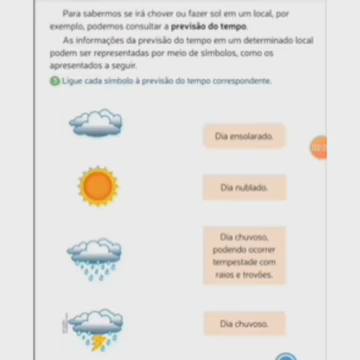 Para sabermos se irá chover ou fazer sol em um local, por
exemplo, podemos consultar a previsão do tempo.
As informações da previsão do tempo em um determinado local
podem ser representadas por meio de símbolos, como os
apresentados a seguir.
Ligue cada símbolo à previsão do tempo correspondente.
Dia ensolarado.
Dia nublado.
Dia chuvoso,
podendo ocorrer
tempestade com
raios e trovões.
Dia chuvoso.